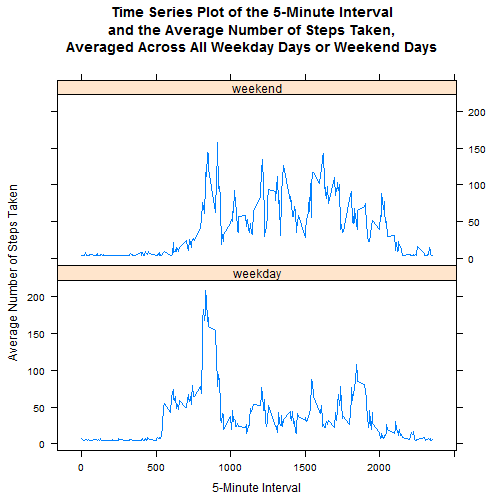 Time Series Plot of the 5-Minute Interval
and the Average Number of Steps Taken,
Averaged Across All Weekday Days or Weekend Days
weekend
200
150
100
50
0
weekday
200
150
100
50
0
Average Number of Steps Taken
0 500 1000 1500 2000
5-Minute Interval